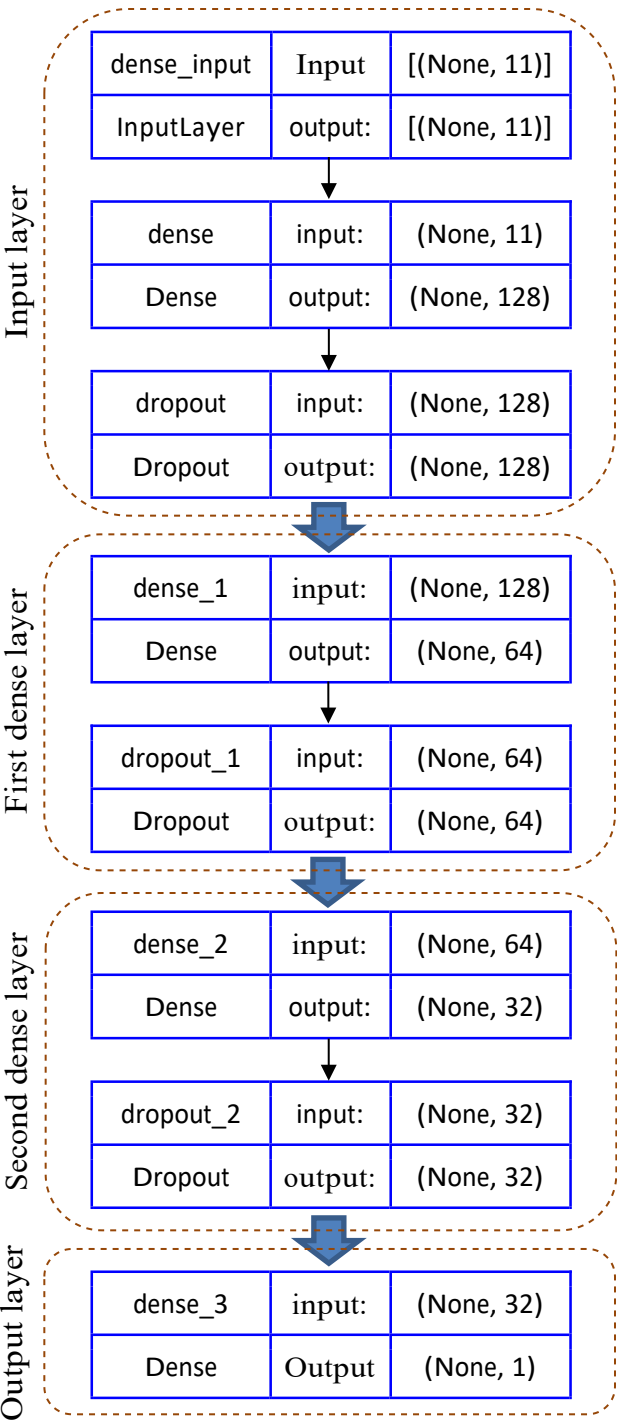 Input layer
dense_input Input [(None, 11)]
InputLayer output: [(None, 11)]
dense input: (None, 11)
Dense output: (None, 128)
dropout input: (None, 128)
Dropout output: (None, 128)
First dense layer
dense_1 input: (None, 128)
Dense output: (None, 64)
dropout_1 input: (None, 64)
Dropout output: (None, 64)
Second dense layer
dense_2 input: (None, 64)
Dense output: (None, 32)
dropout_2 input: (None, 32)
Dropout output: (None, 32)
Output layer
dense_3 input: (None, 32)
Dense Output (None, 1)